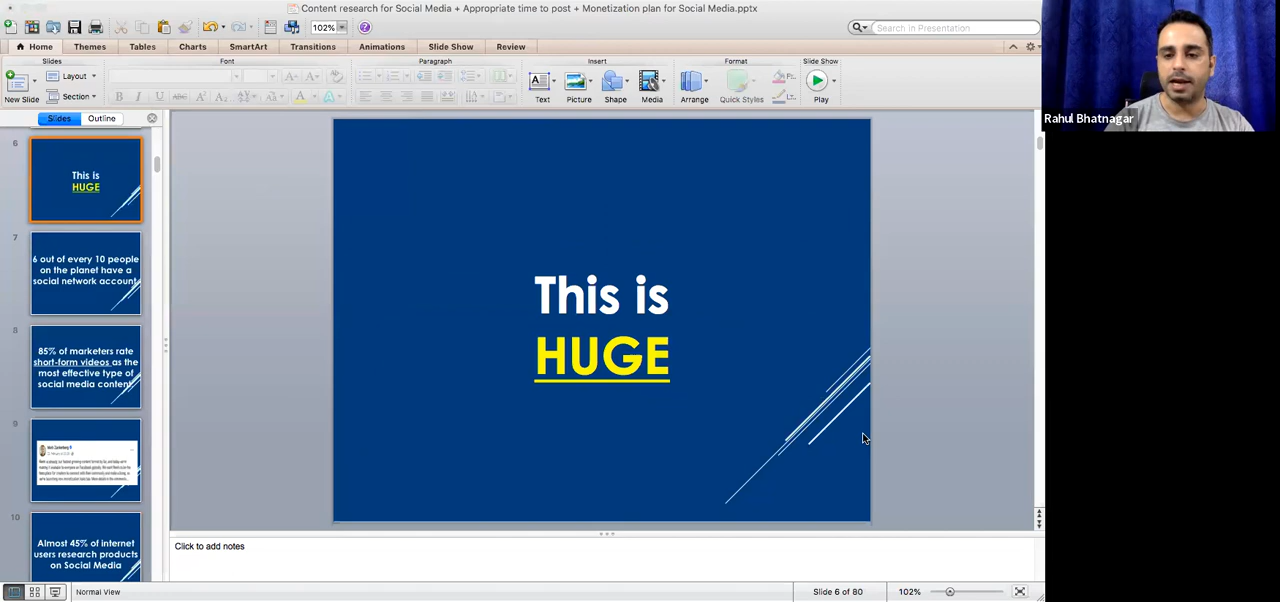 Content research for Social Media + Appropriate time to post + Monetization plan for Social Media.pptx
102%
Search in Presentation
Home Themes Tables Charts SmartArt Transitions Animations Slide Show Review
Slides Font Paragraph Insert Format Slide Show
New Slide
Layout
Section
B I U ABC
Text Picture Shape Media Arrange Quick Styles Play
Rahul Bhatnagar
Slides Outline
6
This is
HUGE
7
6 out of every 10 people
on the planet have a
social network account
8
85% of marketers rate
short-form videos as the
most effective type of
social media content
9
10
Almost 45% of internet
users research products
on Social Media
This is
HUGE
Click to add notes
Normal View
Slide 6 of 80
102%